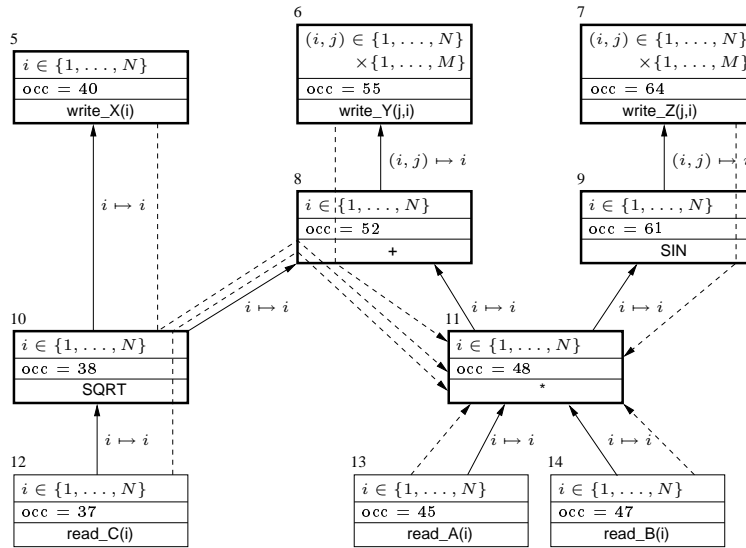 5
i ∈ {1, . . . , N}
occ = 40
write_X(i)
6
(i, j) ∈ {1, . . . , N}
×{1, . . . , M}
occ = 55
write_Y(j,i)
7
(i, j) ∈ {1, . . . , N}
×{1, . . . , M}
occ = 64
write_Z(j,i)
i ↦ i
(i, j) ↦ i
(i, j) ↦ i
8
i ∈ {1, . . . , N}
occ = 52
+
9
i ∈ {1, . . . , N}
occ = 61
SIN
i ↦ i
i ↦ i
i ↦ i
10
i ∈ {1, . . . , N}
occ = 38
SQRT
11
i ∈ {1, . . . , N}
occ = 48
*
i ↦ i
i ↦ i
i ↦ i
12
i ∈ {1, . . . , N}
occ = 37
read_C(i)
13
i ∈ {1, . . . , N}
occ = 45
read_A(i)
14
i ∈ {1, . . . , N}
occ = 47
read_B(i)